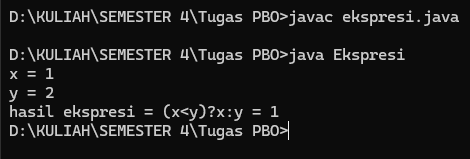 D:\KULIAH\SEMESTER 4\Tugas PBO>javac ekspresi.java
D:\KULIAH\SEMESTER 4\Tugas PBO>java Ekspresi
x = 1
y = 2
hasil ekspresi = (x<y)?x:y = 1
D:\KULIAH\SEMESTER 4\Tugas PBO>